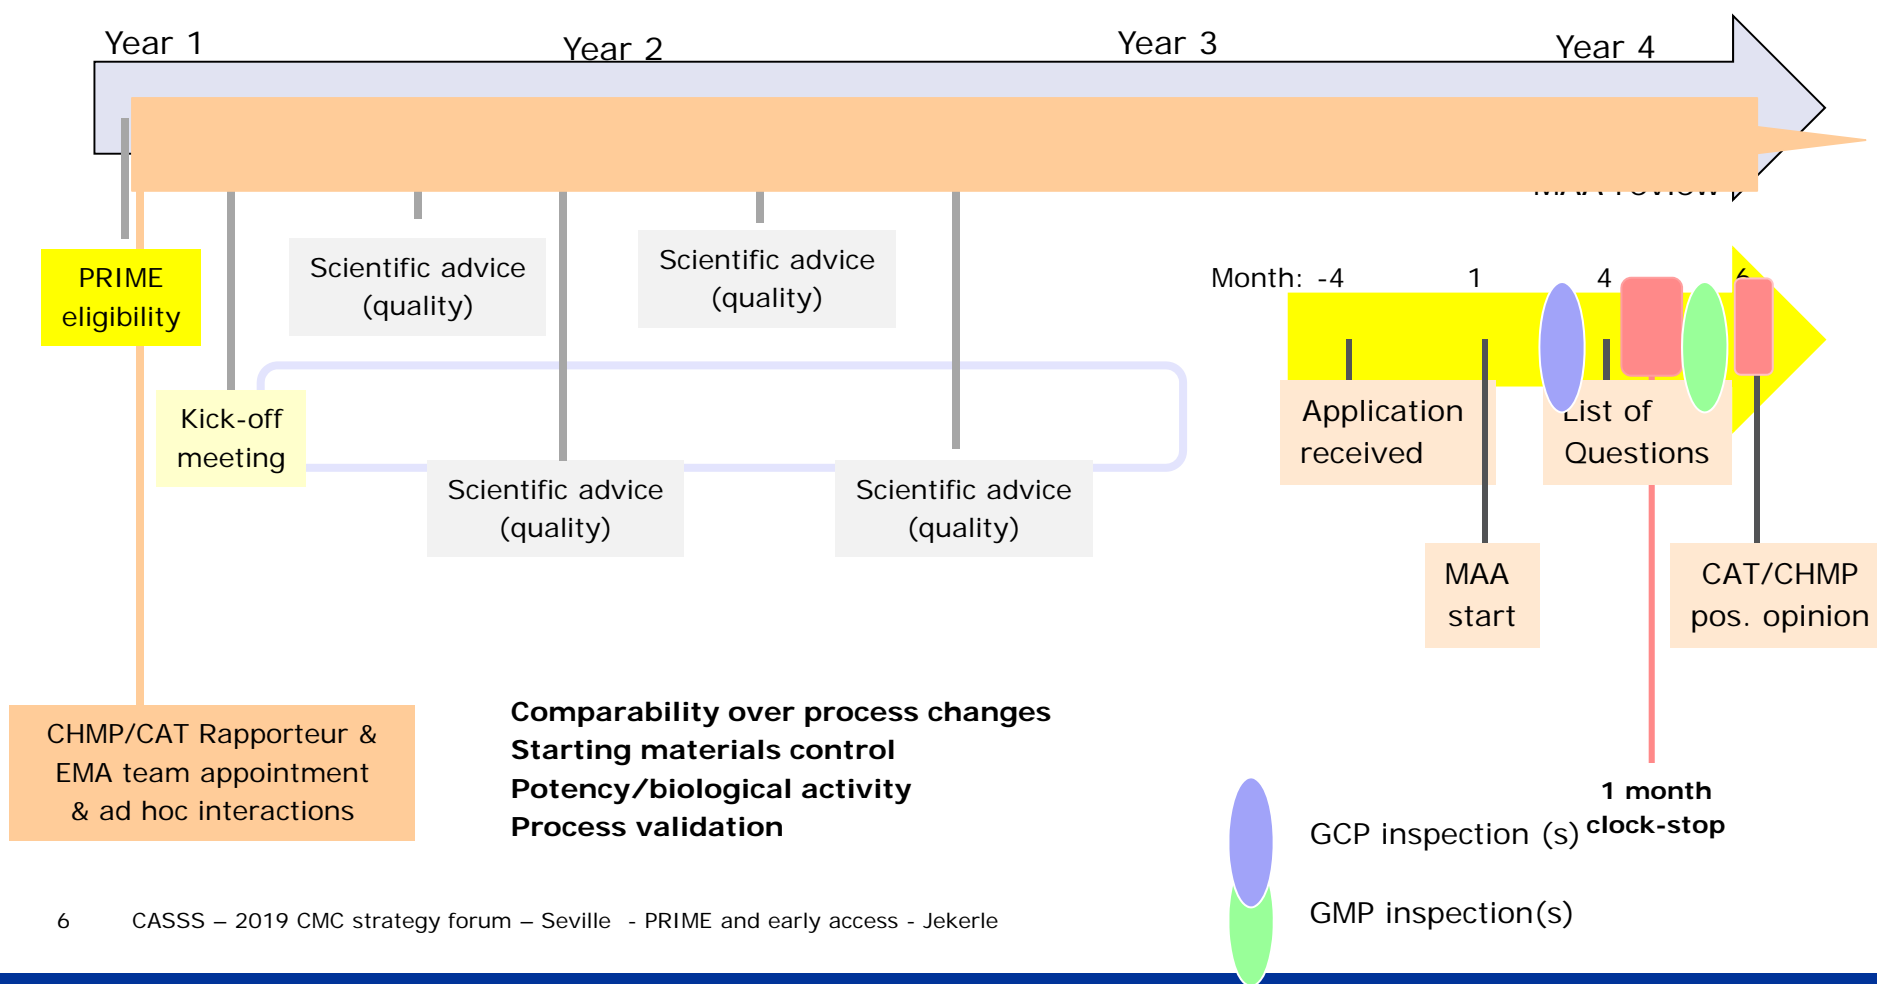 Year 1
Year 2
Year 3
Year 4
MAA review
PRIME
eligibility
Scientific advice
(quality)
Scientific advice
(quality)
Month: -4
1
4
6
Kick-off
meeting
Application
received
List of
Questions
Scientific advice
(quality)
Scientific advice
(quality)
MAA
start
CAT/CHMP
pos. opinion
CHMP/CAT Rapporteur &
EMA team appointment
& ad hoc interactions
Comparability over process changes
Starting materials control
Potency/biological activity
Process validation
1 month
clock-stop
GCP inspection (s)
GMP inspection(s)
6 CASSS – 2019 CMC strategy forum – Seville - PRIME and early access - Jekerle